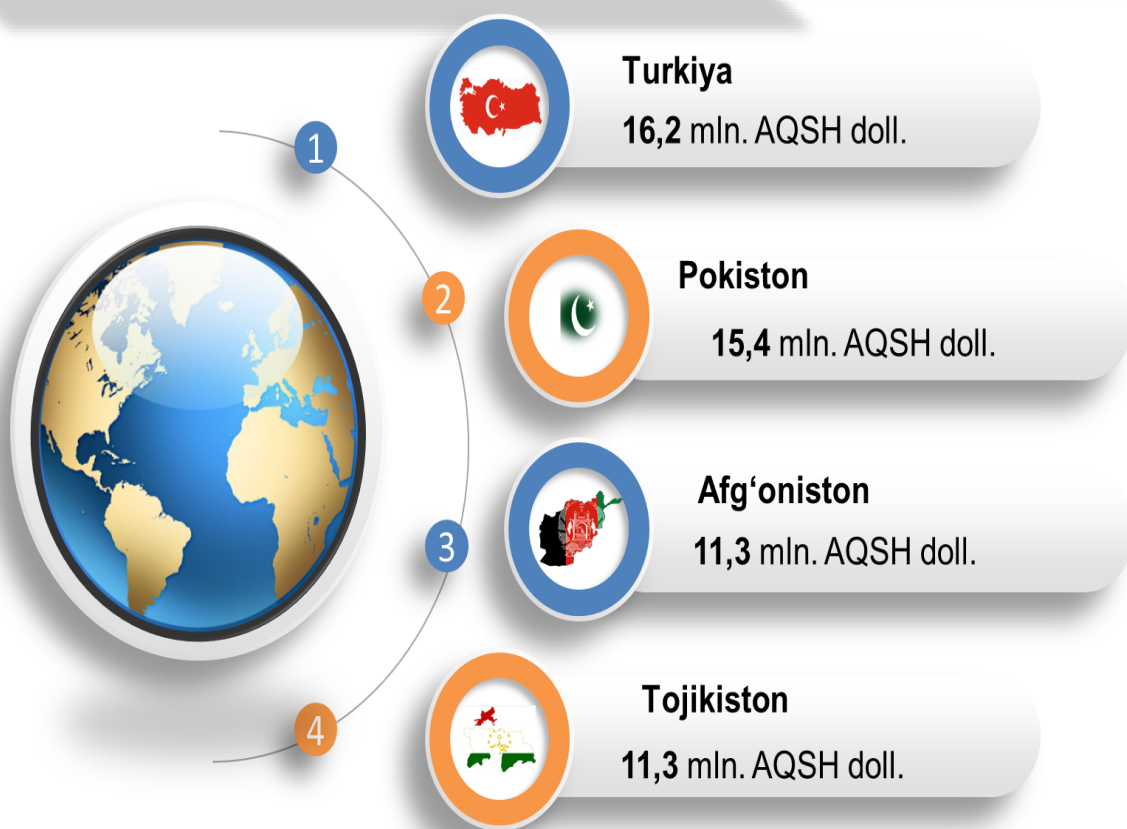 1
Turkiya
16,2 mln. AQSH doll.
2
Pokiston
15,4 mln. AQSH doll.
3
Afg‘oniston
11,3 mln. AQSH doll.
4
Tojikiston
11,3 mln. AQSH doll.